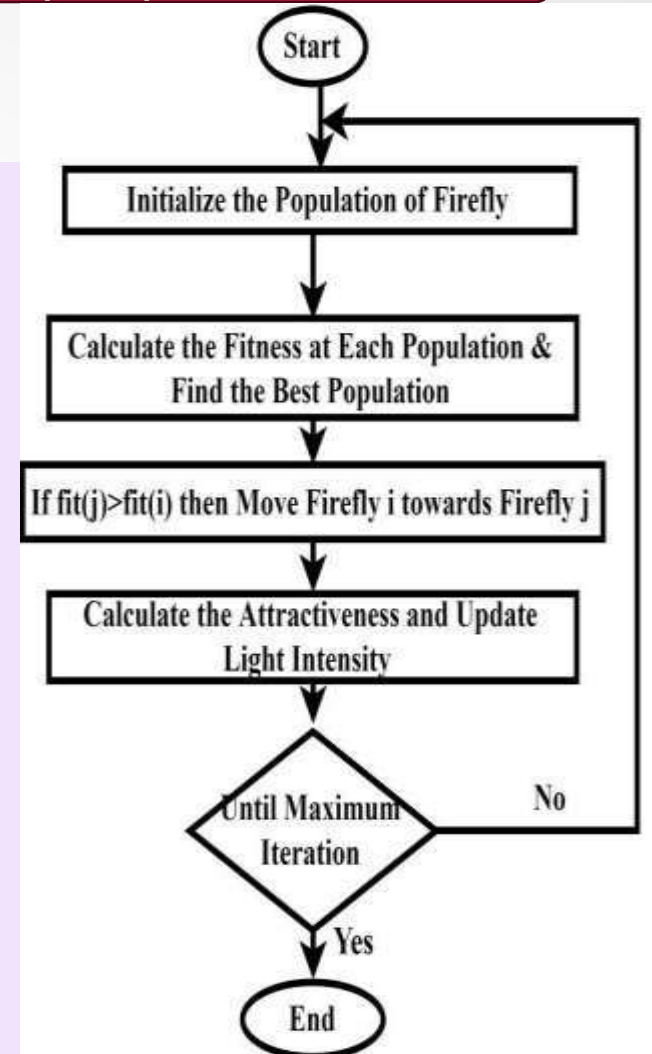 Start
Initialize the Population of Firefly
Calculate the Fitness at Each Population &
Find the Best Population
If fit(j)>fit(i) then Move Firefly i towards Firefly j
Calculate the Attractiveness and Update
Light Intensity
Until Maximum
Iteration
No
Yes
End